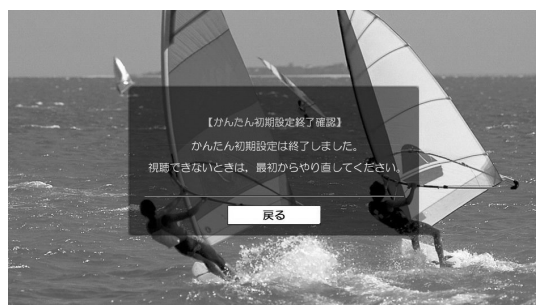 【かんたん初期設定終了確認】
かんたん初期設定は終了しました。
視聴できないときは、最初からやり直してください。
戻る